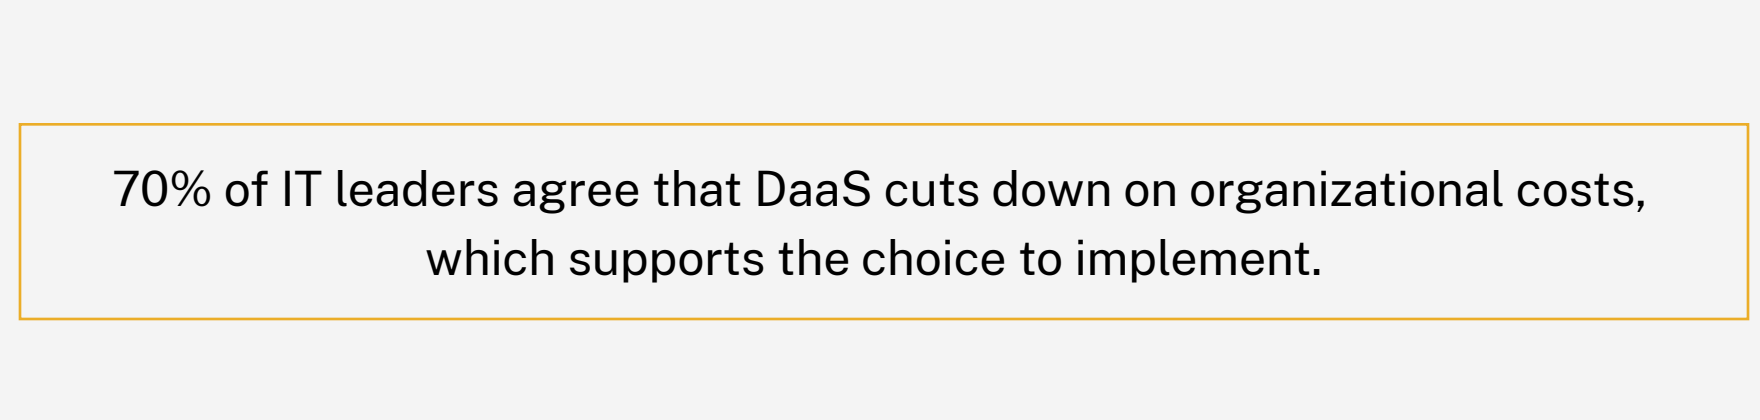 70% of IT leaders agree that DaaS cuts down on organizational costs,
which supports the choice to implement.